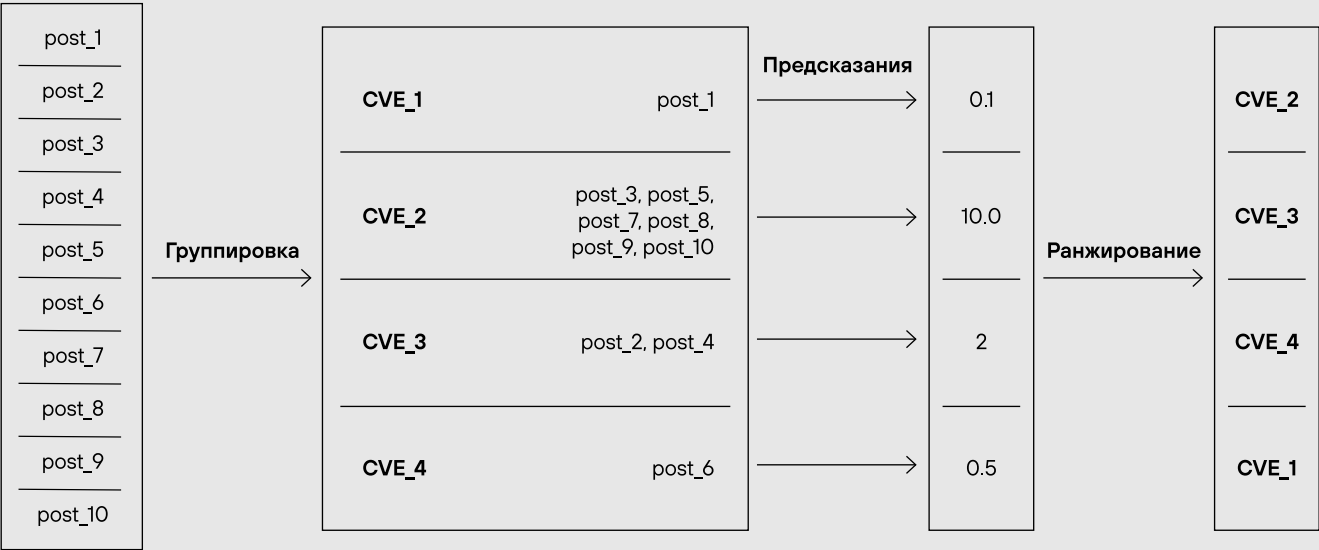 post_1
post_2
post_3
post_4
post_5
post_6
post_7
post_8
post_9
post_10
Группировка
CVE_1
post_1
CVE_2
post_3, post_5,
post_7, post_8,
post_9, post_10
CVE_3
post_2, post_4
CVE_4
post_6
Предсказания
0.1
10.0
2
0.5
Ранжирование
CVE_2
CVE_3
CVE_4
CVE_1